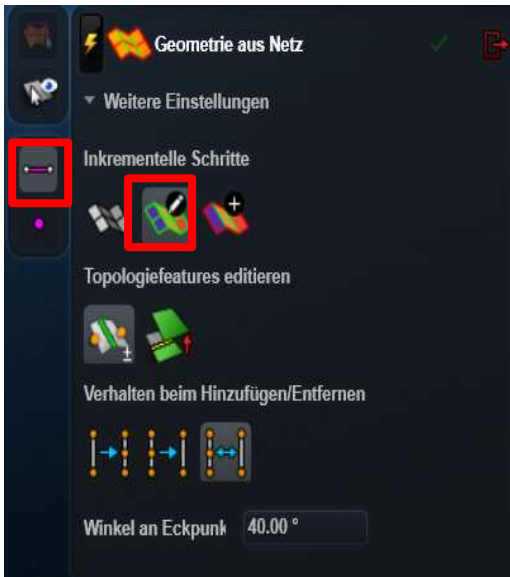 Geometrie aus Netz
Weitere Einstellungen
Inkrementelle Schritte
Topologiefeatures editieren
Verhalten beim Hinzufügen/Entfernen
Winkel an Eckpunk 40.00 °